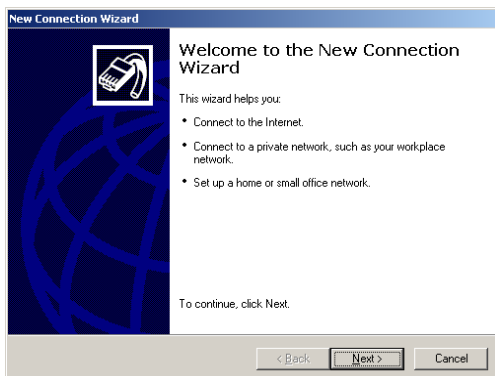 New Connection Wizard
Welcome to the New Connection
Wizard
This wizard helps you:
• Connect to the Internet.
• Connect to a private network, such as your workplace
network.
• Set up a home or small office network.
To continue, click Next.
< Back Next > Cancel